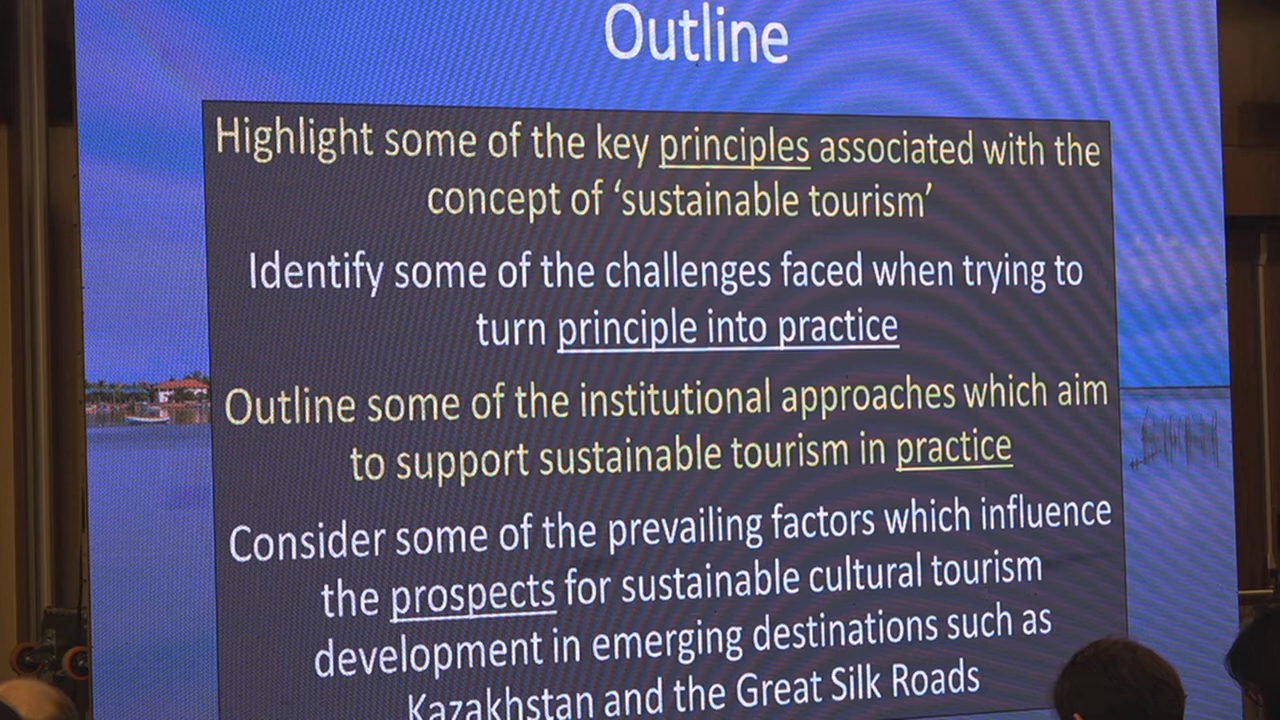 Outline
Highlight some of the key principles associated with the
concept of ‘sustainable tourism’
Identify some of the challenges faced when trying to
turn principle into practice
Outline some of the institutional approaches which aim
to support sustainable tourism in practice
Consider some of the prevailing factors which influence
the prospects for sustainable cultural tourism
development in emerging destinations such as
Kazakhstan and the Great Silk Roads